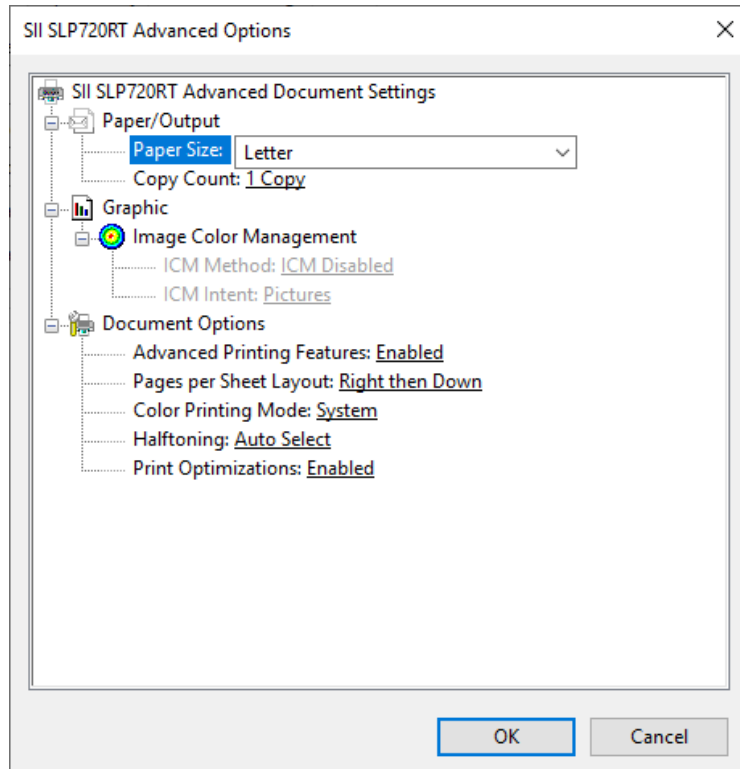 SII SLP720RT Advanced Options
SII SLP720RT Advanced Document Settings
Paper/Output
Paper Size: Letter
Copy Count: 1 Copy
Graphic
Image Color Management
ICM Method: ICM Disabled
ICM Intent: Pictures
Document Options
Advanced Printing Features: Enabled
Pages per Sheet Layout: Right then Down
Color Printing Mode: System
Halftoning: Auto Select
Print Optimizations: Enabled
OK Cancel